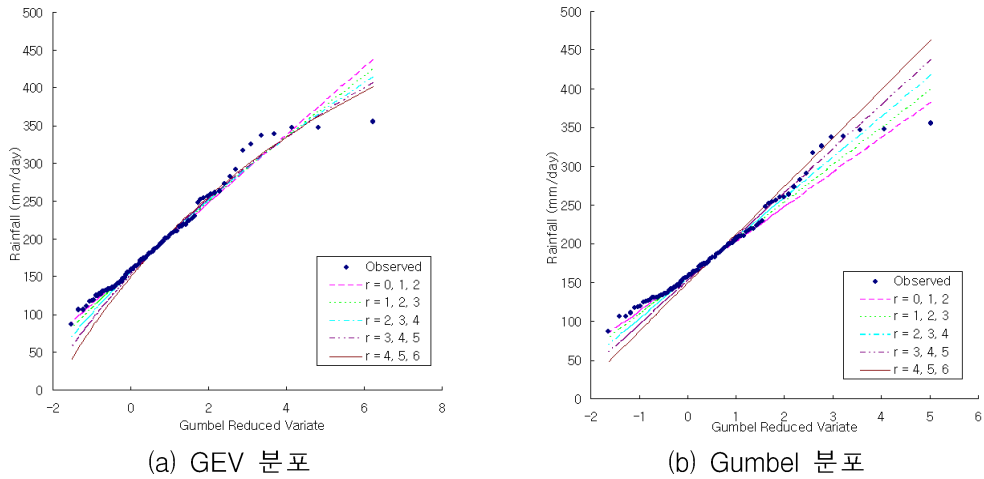 500
450
400
350
300
250
200
150
100
50
0
Rainfall (mm/day)
-2
0
2
4
6
8
Gumbel Reduced Variate
Observed
r = 0, 1, 2
r = 1, 2, 3
r = 2, 3, 4
r = 3, 4, 5
r = 4, 5, 6
(a) GEV 분포
500
450
400
350
300
250
200
150
100
50
0
Rainfall (mm/day)
-2
-1
0
1
2
3
4
5
6
Gumbel Reduced Variate
Observed
r = 0, 1, 2
r = 1, 2, 3
r = 2, 3, 4
r = 3, 4, 5
r = 4, 5, 6
(b) Gumbel 분포